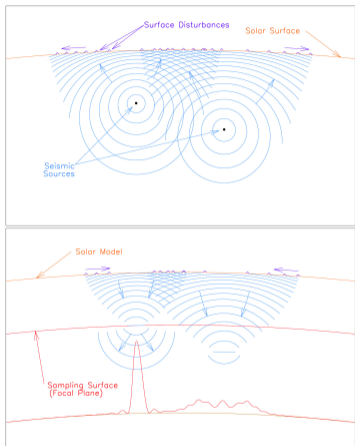 Surface Disturbances
Solar Surface
Seismic
Sources
Solar Model
Sampling Surface
(Focal Plane)